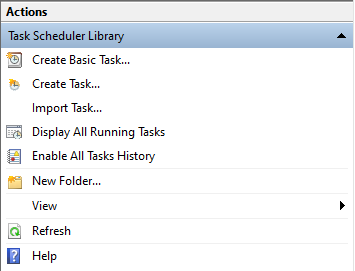 Actions
Task Scheduler Library
Create Basic Task...
Create Task...
Import Task...
Display All Running Tasks
Enable All Tasks History
New Folder...
View
Refresh
Help